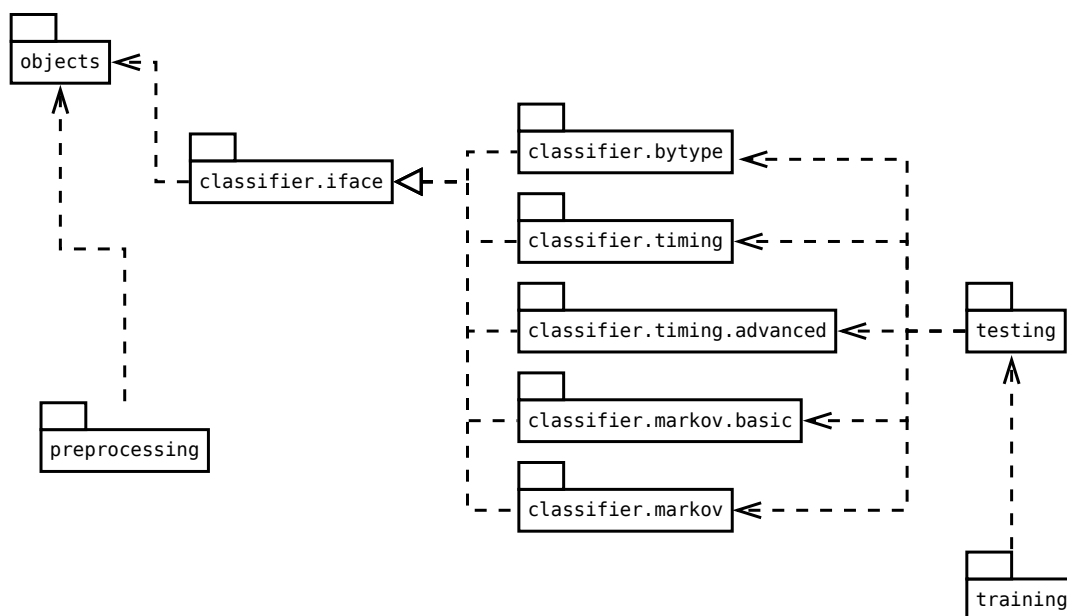 objects
classifier.iface
classifier.bytype
classifier.timing
classifier.timing.advanced
testing
classifier.markov.basic
preprocessing
classifier.markov
training